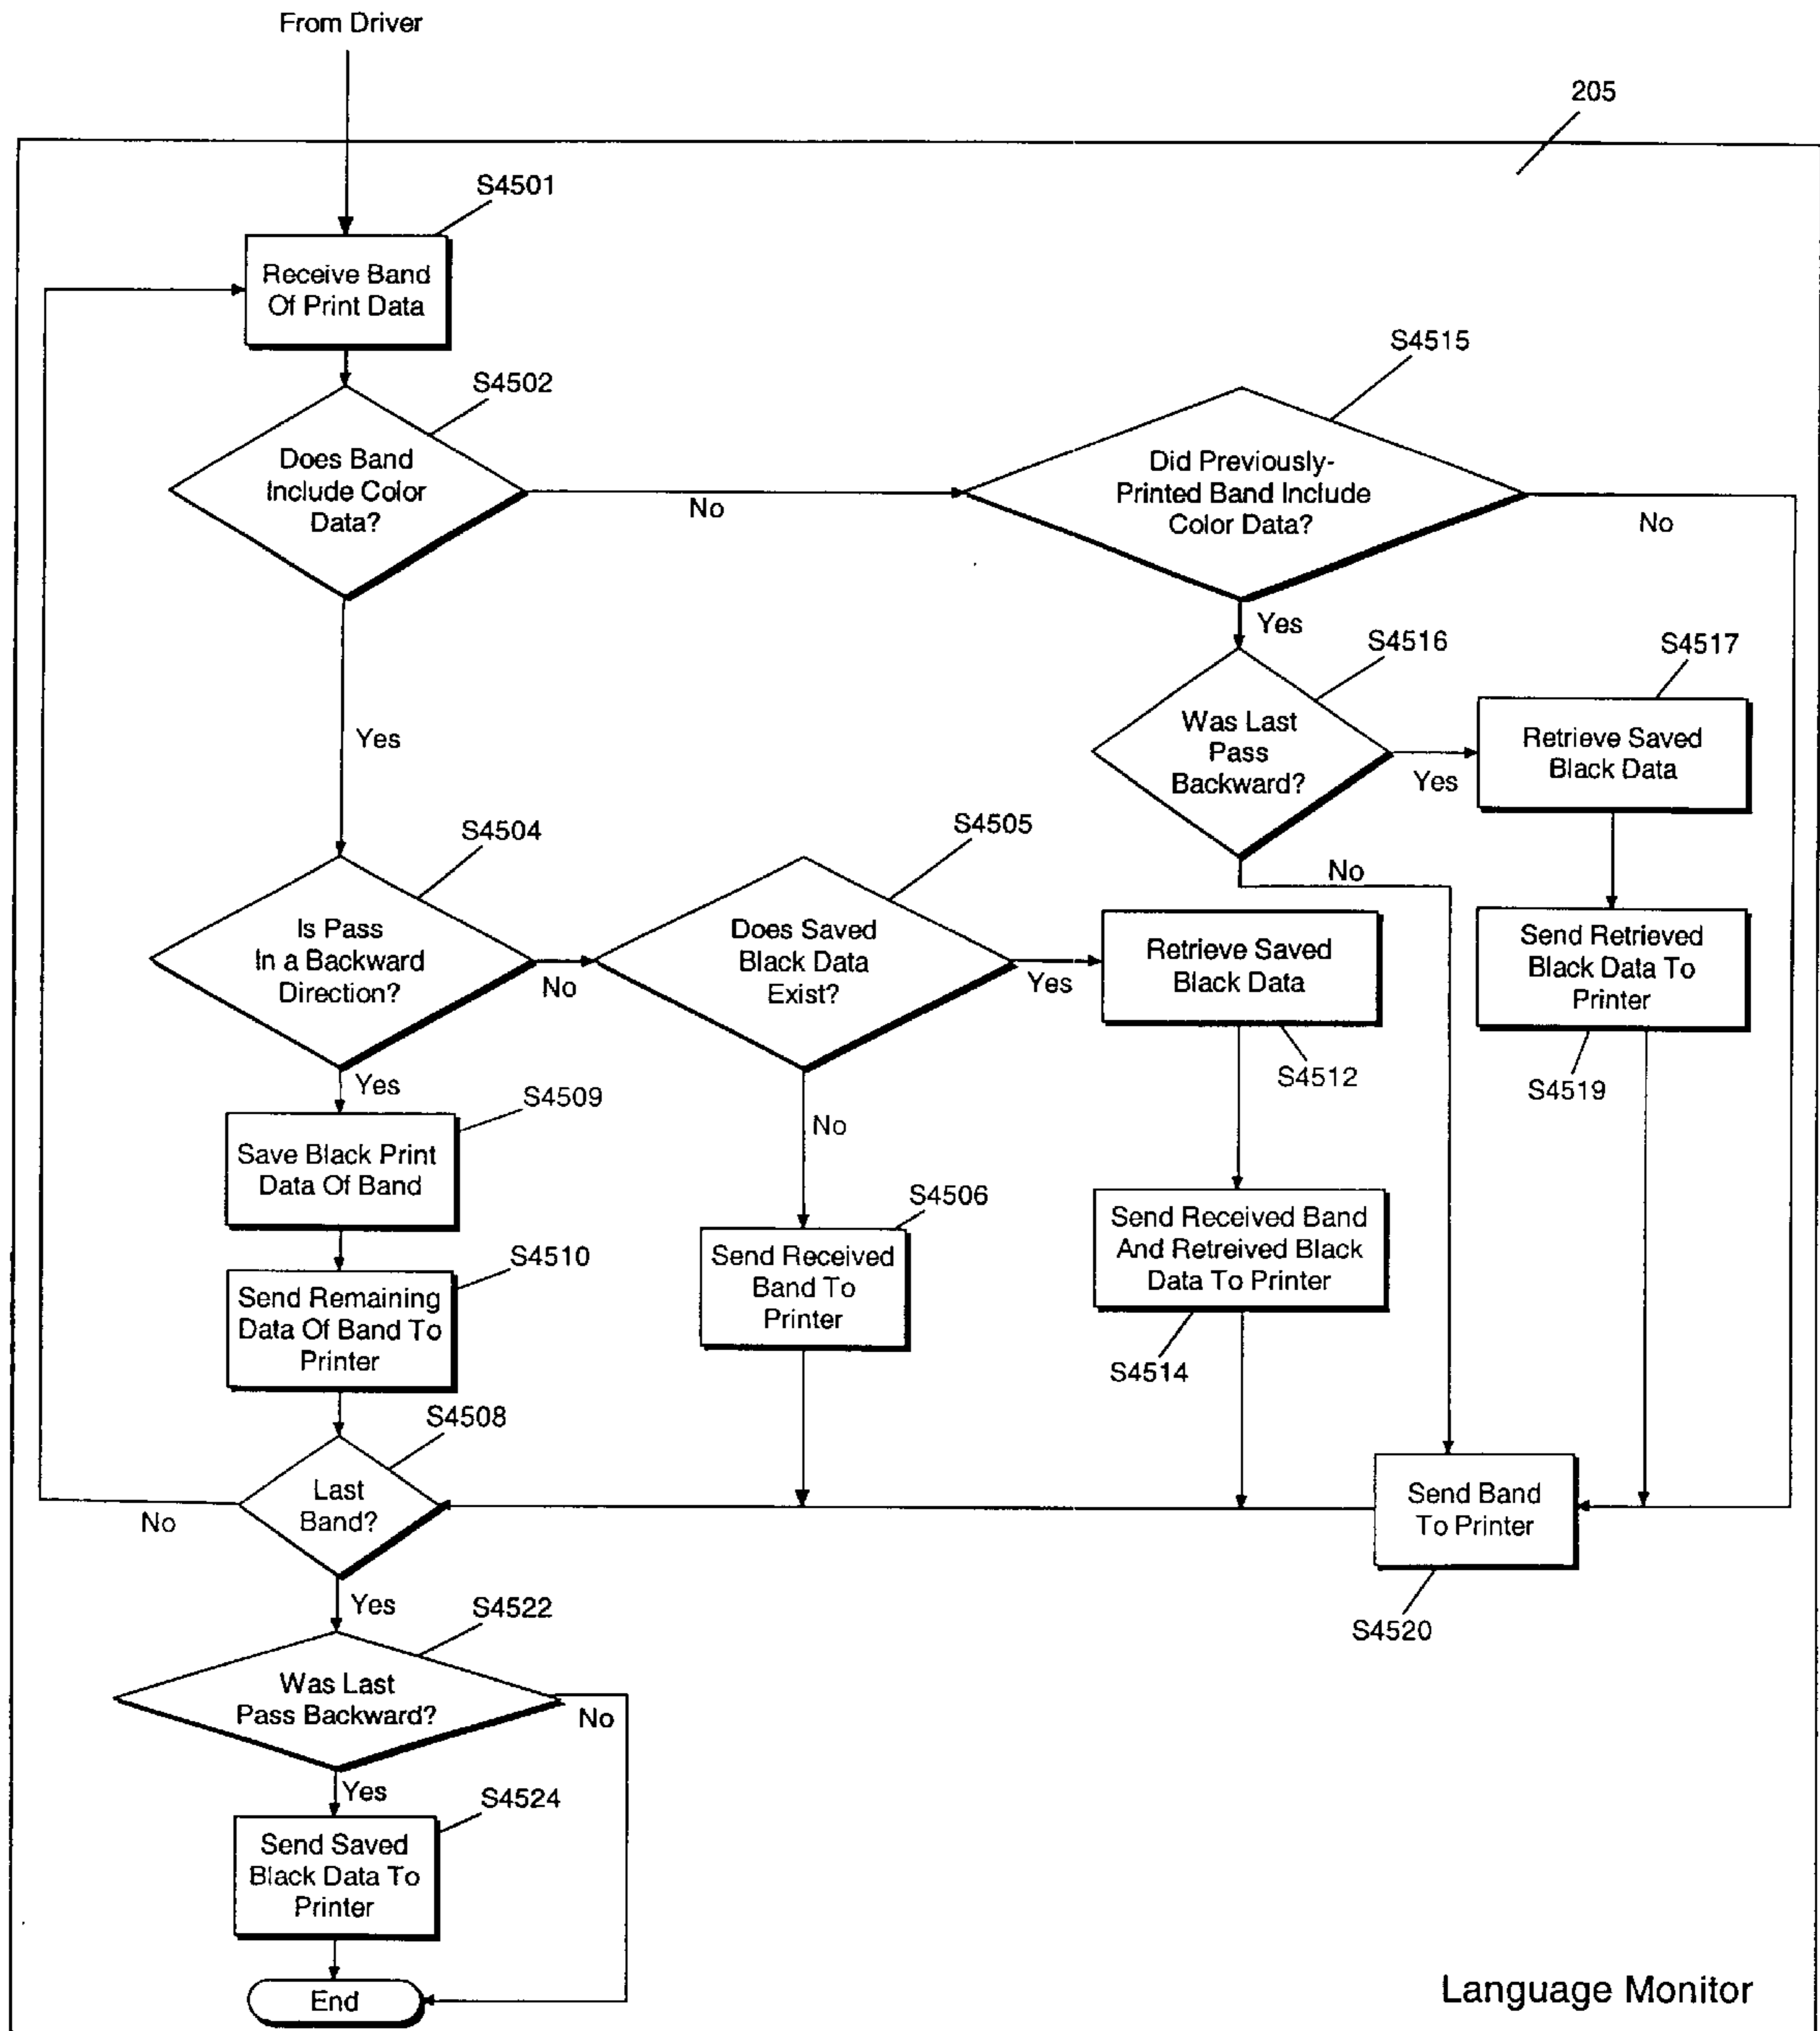 From Driver
205
S4501
Receive Band
Of Print Data
S4502
Does Band
Include Color
Data?
No
Yes
S4515
Did Previously-
Printed Band Include
Color Data?
No
Yes
S4516
Was Last
Pass
Backward?
Yes
No
S4517
Retrieve Saved
Black Data
Send Retrieved
Black Data To
Printer
S4519
S4504
Is Pass
In a Backward
Direction?
No
Yes
S4505
Does Saved
Black Data
Exist?
Yes
No
Retrieve Saved
Black Data
S4512
S4509
Save Black Print
Data Of Band
S4510
Send Remaining
Data Of Band To
Printer
S4506
Send Received
Band To
Printer
Send Received Band
And Retreived Black
Data To Printer
S4514
S4508
Last
Band?
No
Yes
Send Band
To Printer
S4520
S4522
Was Last
Pass Backward?
No
Yes
S4524
Send Saved
Black Data To
Printer
End
Language Monitor